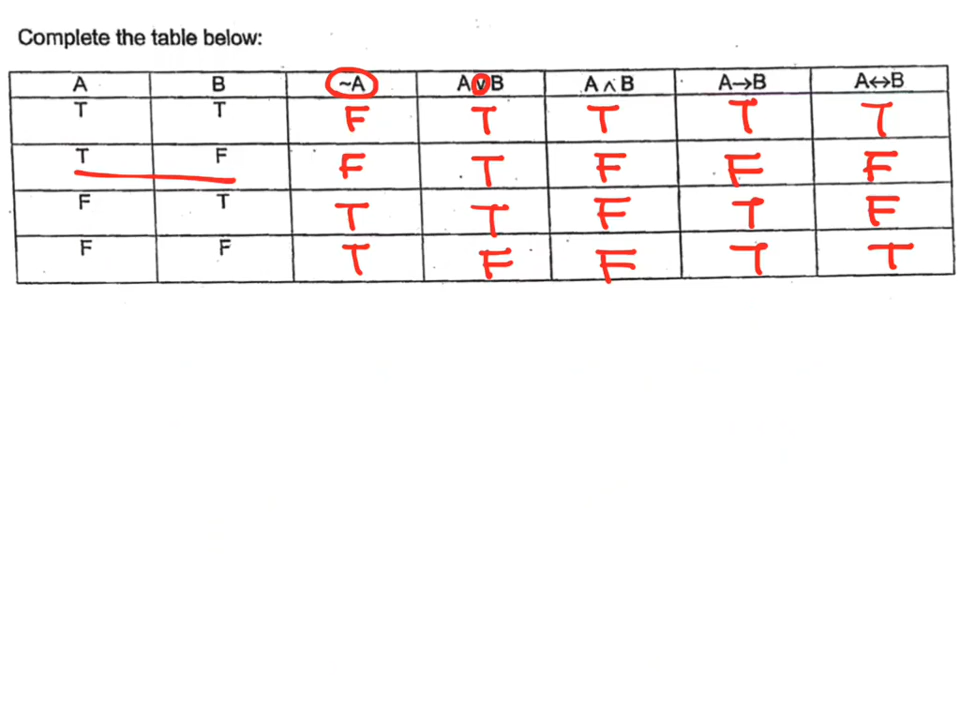 Complete the table below:
A B ~A A∨B A∧B A→B A↔B
T T F T T T T
T F F T F F F
F T T T F T F
F F T F F T T